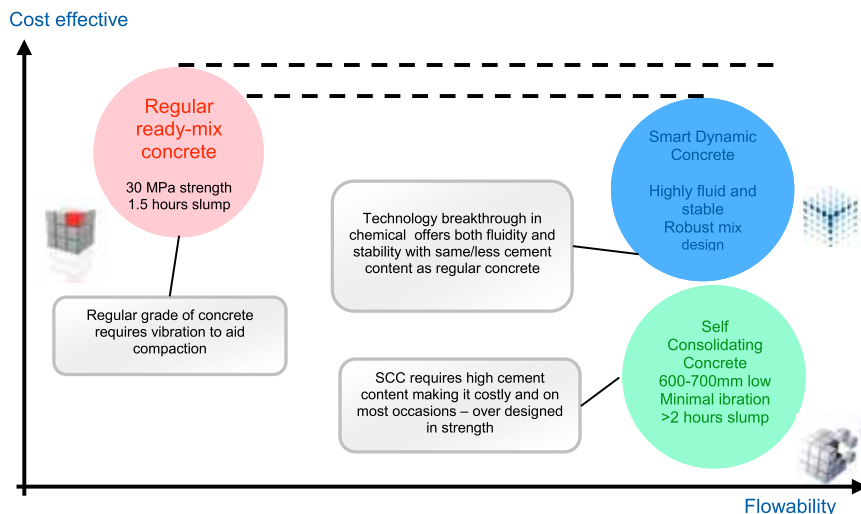 Cost effective
Regular
ready-mix
concrete
30 MPa strength
1.5 hours slump
Regular grade of concrete
requires vibration to aid
compaction
Technology breakthrough in
chemical offers both fluidity and
stability with same/less cement
content as regular concrete
Smart Dynamic
Concrete
Highly fluid and
stable
Robust mix
design
SCC requires high cement
content making it costly and on
most occasions – over designed
in strength
Self
Consolidating
Concrete
600-700mm low
Minimal ibration
>2 hours slump
Flowability